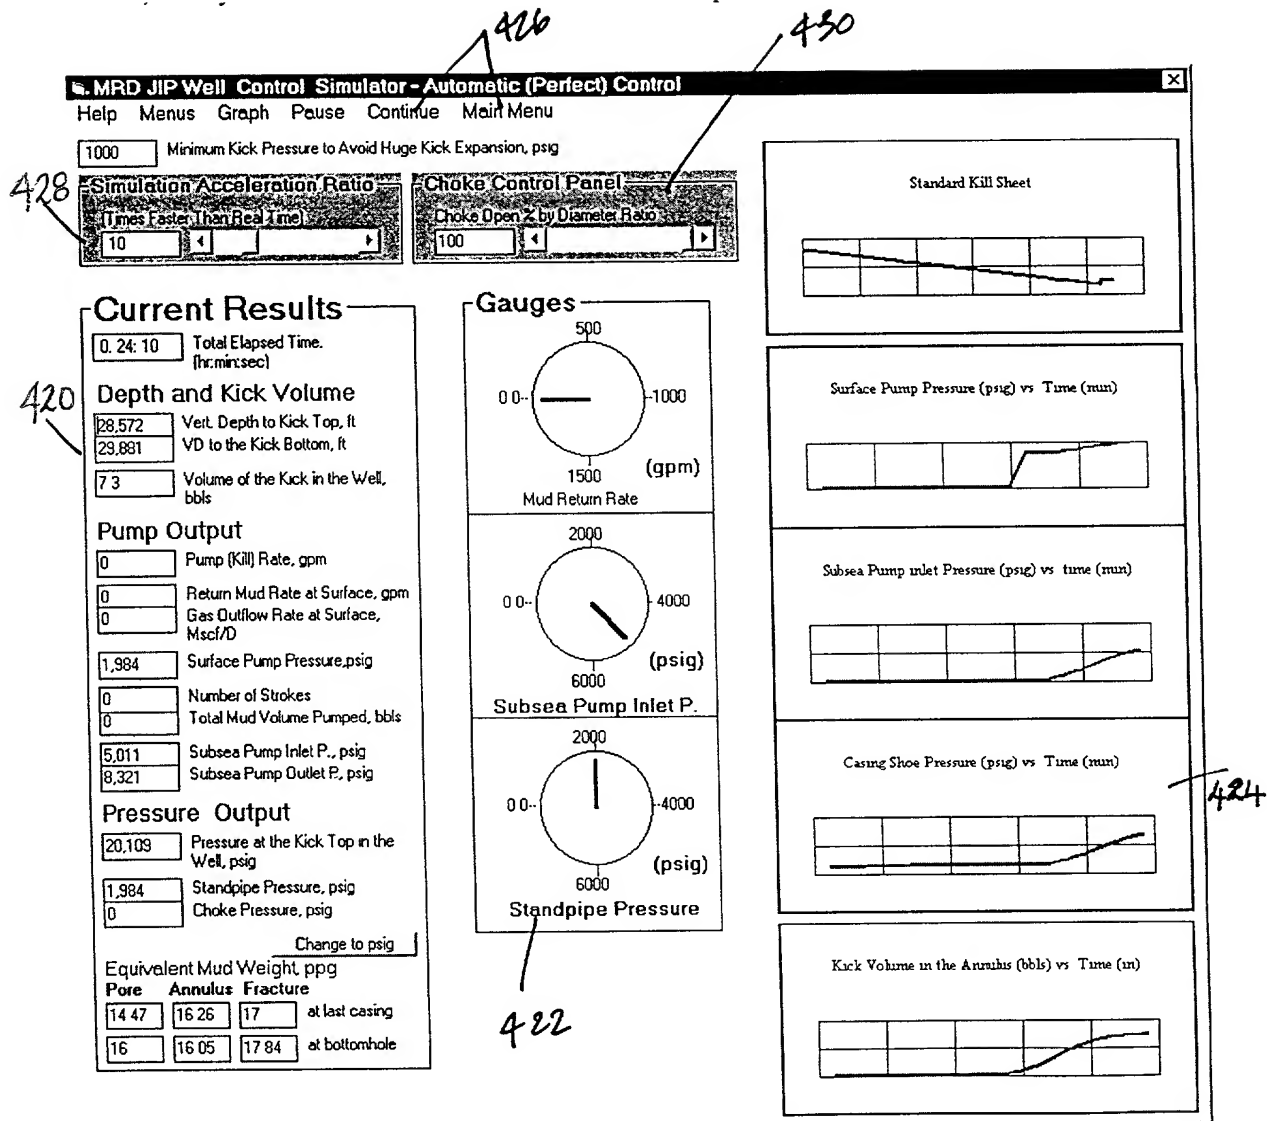 426
430
MRD JIP Well Control Simulator - Automatic (Perfect) Control
Help Menus Graph Pause Continue Main Menu
1000 Minimum Kick Pressure to Avoid Huge Kick Expansion, psig
428
Simulation Acceleration Ratio
(Times Faster Than Real Time)
10
Choke Control Panel
Choke Open % by Diameter Ratio
100
420
Current Results
0. 24: 10 Total Elapsed Time.
(hr:min:sec)
Depth and Kick Volume
28,572 Vert. Depth to Kick Top, ft
29,881 VD to the Kick Bottom, ft
7 3 Volume of the Kick in the Well,
bbls
Pump Output
0 Pump (Kill) Rate, gpm
0 Return Mud Rate at Surface, gpm
0 Gas Outflow Rate at Surface,
Mscf/D
1,984 Surface Pump Pressure,psig
0 Number of Strokes
0 Total Mud Volume Pumped, bbls
5,011 Subsea Pump Inlet P., psig
8,321 Subsea Pump Outlet P., psig
Pressure Output
20,109 Pressure at the Kick Top in the
Well, psig
1,984 Standpipe Pressure, psig
0 Choke Pressure, psig
Change to psig
Equivalent Mud Weight, ppg
Pore Annulus Fracture
14 47 16 26 17 at last casing
16 16 05 17 84 at bottomhole
Gauges
500
0 0 1000
1500 (gpm)
Mud Return Rate
2000
0 0 4000
(psig)
6000
Subsea Pump Inlet P.
2000
0 0 4000
(psig)
6000
Standpipe Pressure
422
Standard Kill Sheet
Surface Pump Pressure (psig) vs Time (min)
Subsea Pump inlet Pressure (psig) vs time (min)
Casing Shoe Pressure (psig) vs Time (min)
424
Kick Volume in the Annulus (bbls) vs Time (in)